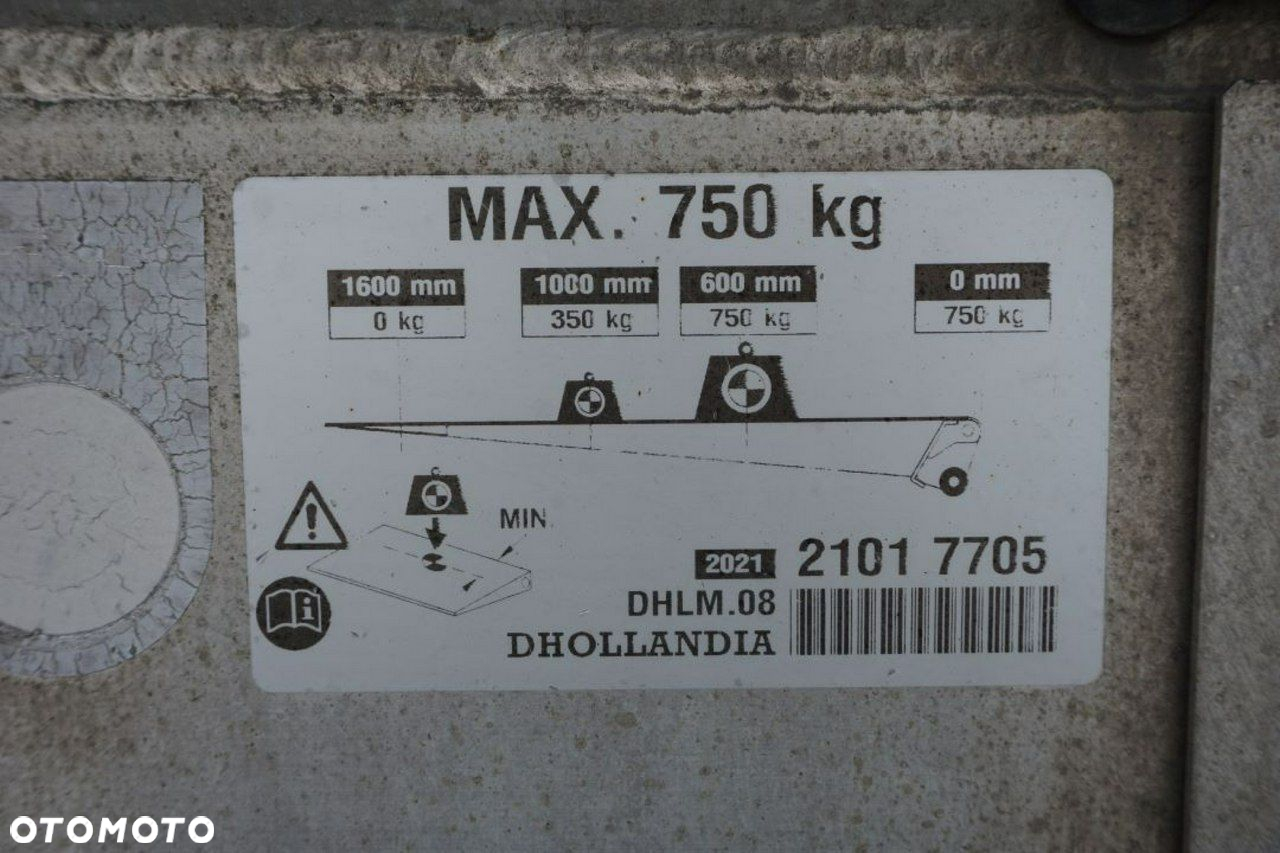 MAX. 750 kg
1600 mm 1000 mm 600 mm 0 mm
0 kg 350 kg 750 kg 750 kg
MIN
2021 2101 7705
DHLM.08
DHOLLANDIA
OTOMOTO